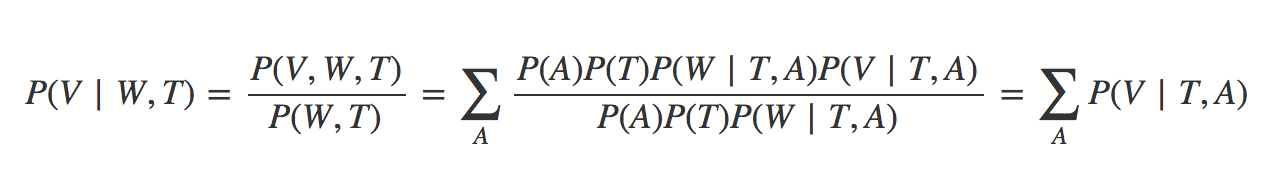 P(V | W, T) = P(V, W, T) / P(W, T) = ∑_A P(A)P(T)P(W | T, A)P(V | T, A) / P(A)P(T)P(W | T, A) = ∑_A P(V | T, A)